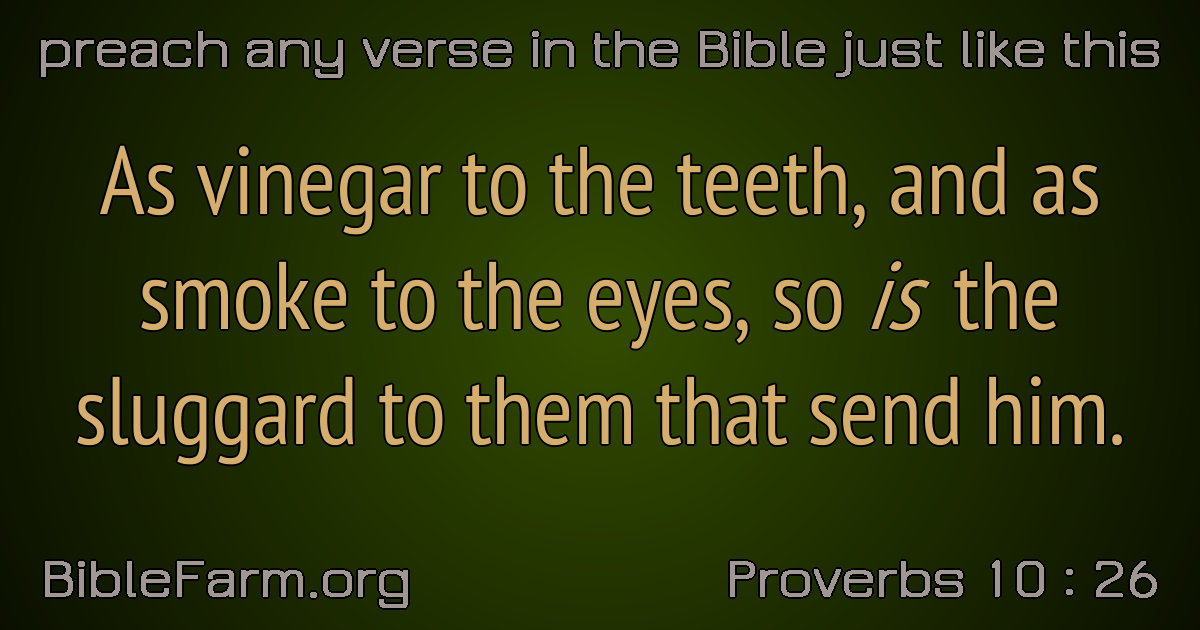 preach any verse in the Bible just like this
As vinegar to the teeth, and as
smoke to the eyes, so is the
sluggard to them that send him.
BibleFarm.org
Proverbs 10 : 26